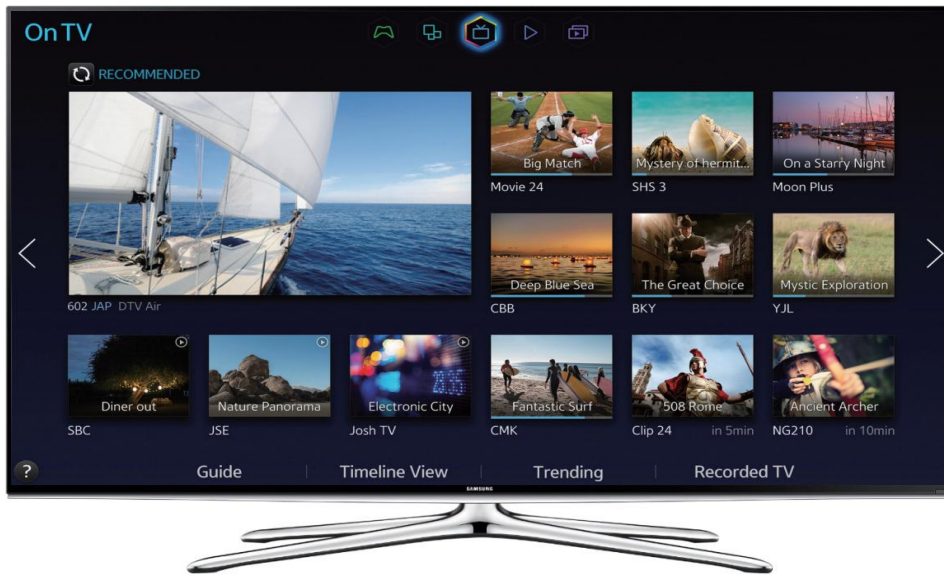 On TV
RECOMMENDED
Big Match
Movie 24
Mystery of hermit...
SHS 3
On a Starry Night
Moon Plus
Deep Blue Sea
CBB
The Great Choice
BKY
Mystic Exploration
YJL
602 JAP DTV Air
Diner out
SBC
Nature Panorama
JSE
Electronic City
Josh TV
Fantastic Surf
CMK
508 Rome
Clip 24 in 5min
Ancient Archer
NG210 in 10min
?
Guide
Timeline View
Trending
Recorded TV
SAMSUNG